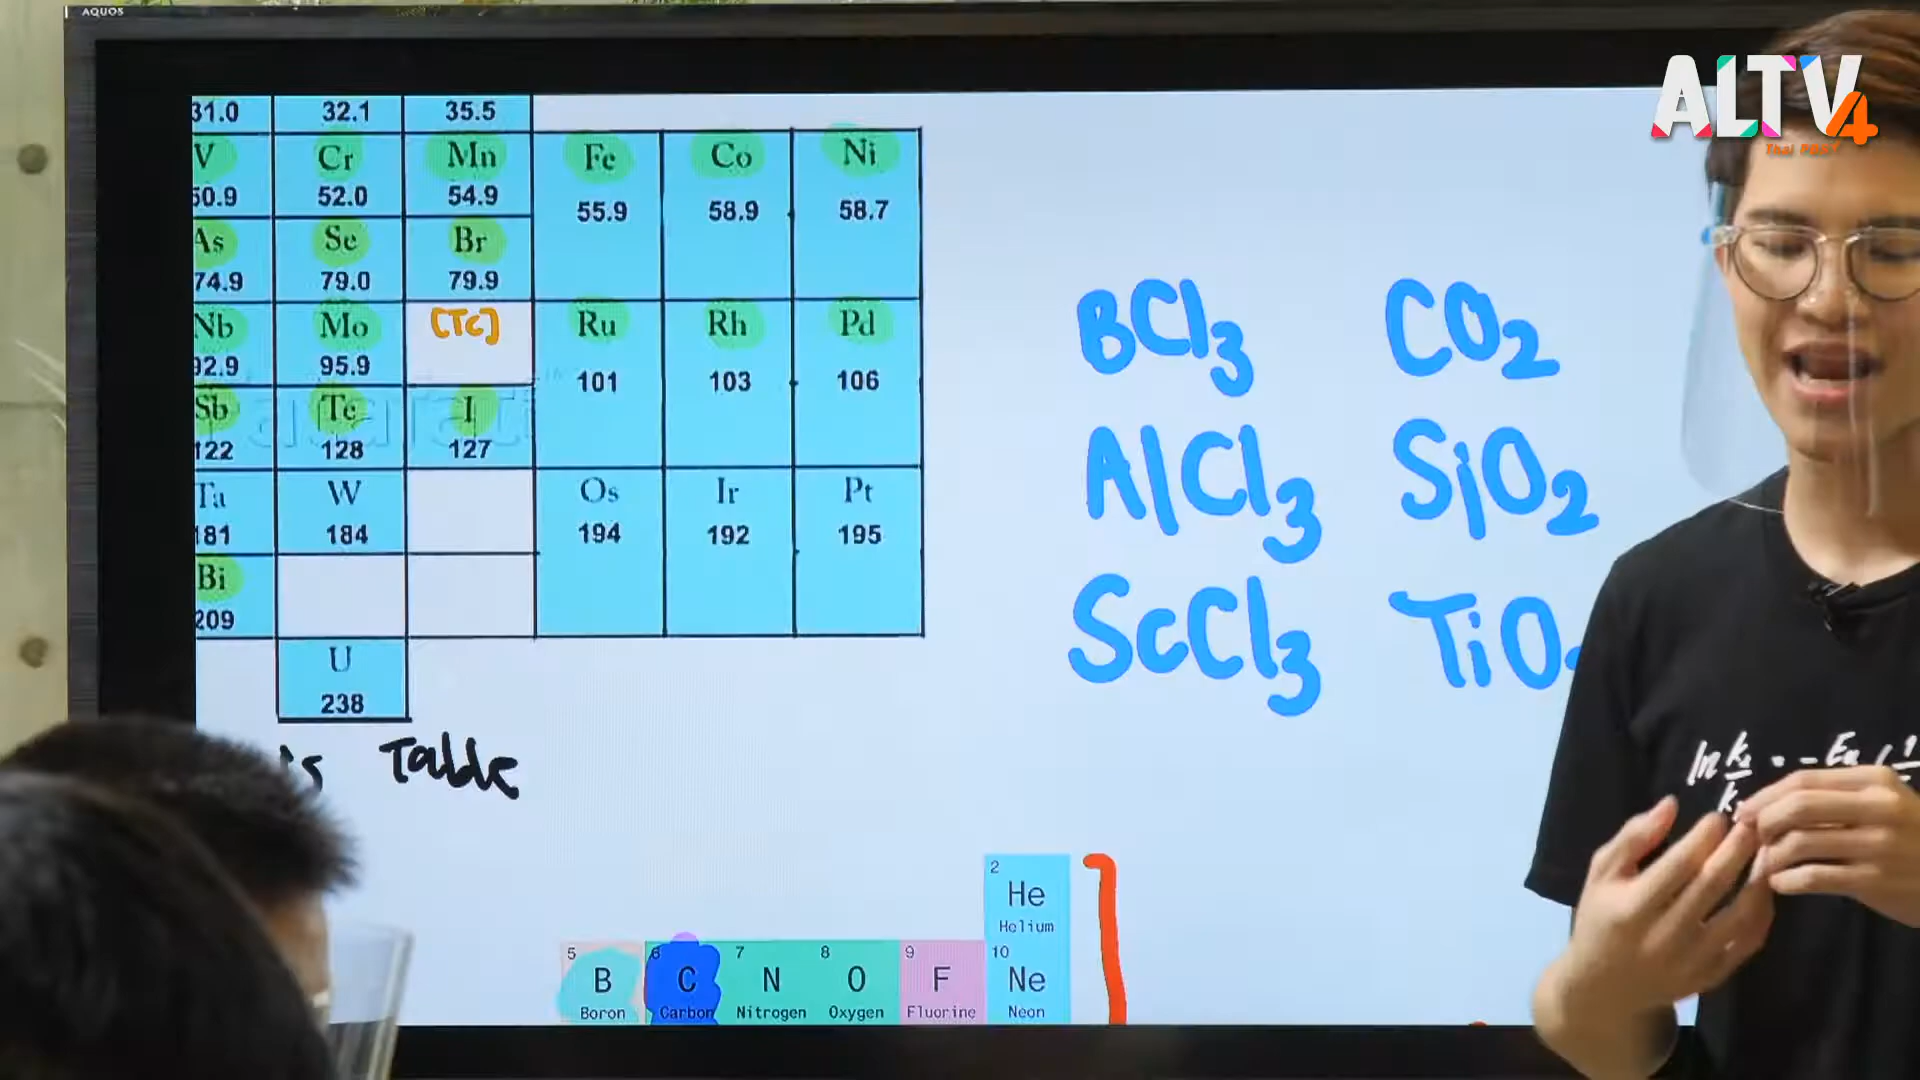 AQUOS
ALTV4
Thai PBS
31.0 32.1 35.5
V Cr Mn Fe Co Ni
50.9 52.0 54.9 55.9 58.9 58.7
As Se Br
74.9 79.0 79.9
Nb Mo [Tc] Ru Rh Pd
92.9 95.9 101 103 106
Sb Te I
122 128 127
Ta W Os Ir Pt
181 184 194 192 195
Bi
209
U
238
Table
BCl3 CO2
AlCl3 SiO2
ScCl3 TiO
2
He
Helium
5 6 7 8 9 10
B C N O F Ne
Boron Carbon Nitrogen Oxygen Fluorine Neon